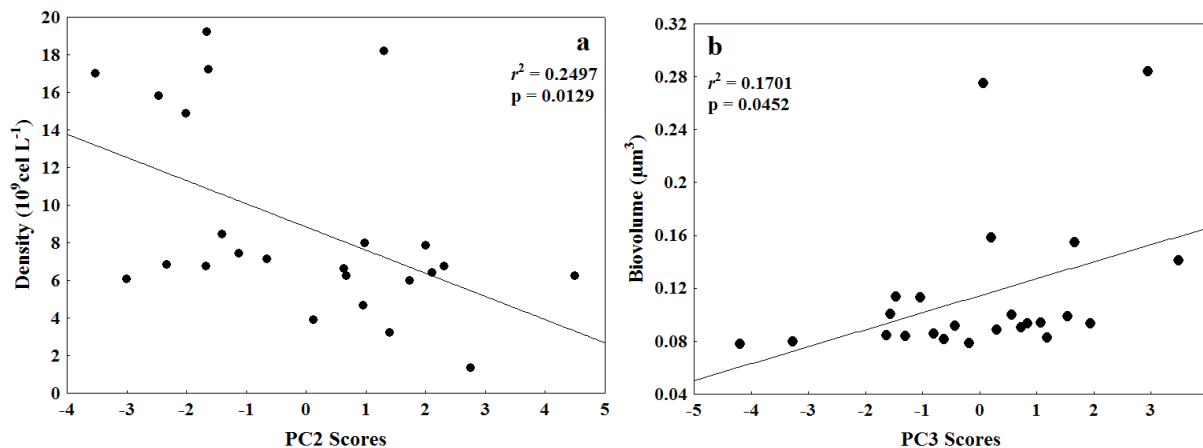 20
18
16
14
12
10
8
6
4
2
0
Density (10⁹cel L⁻¹)
a
r² = 0.2497
p = 0.0129
-4 -3 -2 -1 0 1 2 3 4 5
PC2 Scores
0.32
0.28
0.24
0.2
0.16
0.12
0.08
0.04
Biovolume (µm³)
b
r² = 0.1701
p = 0.0452
-5 -4 -3 -2 -1 0 1 2 3
PC3 Scores